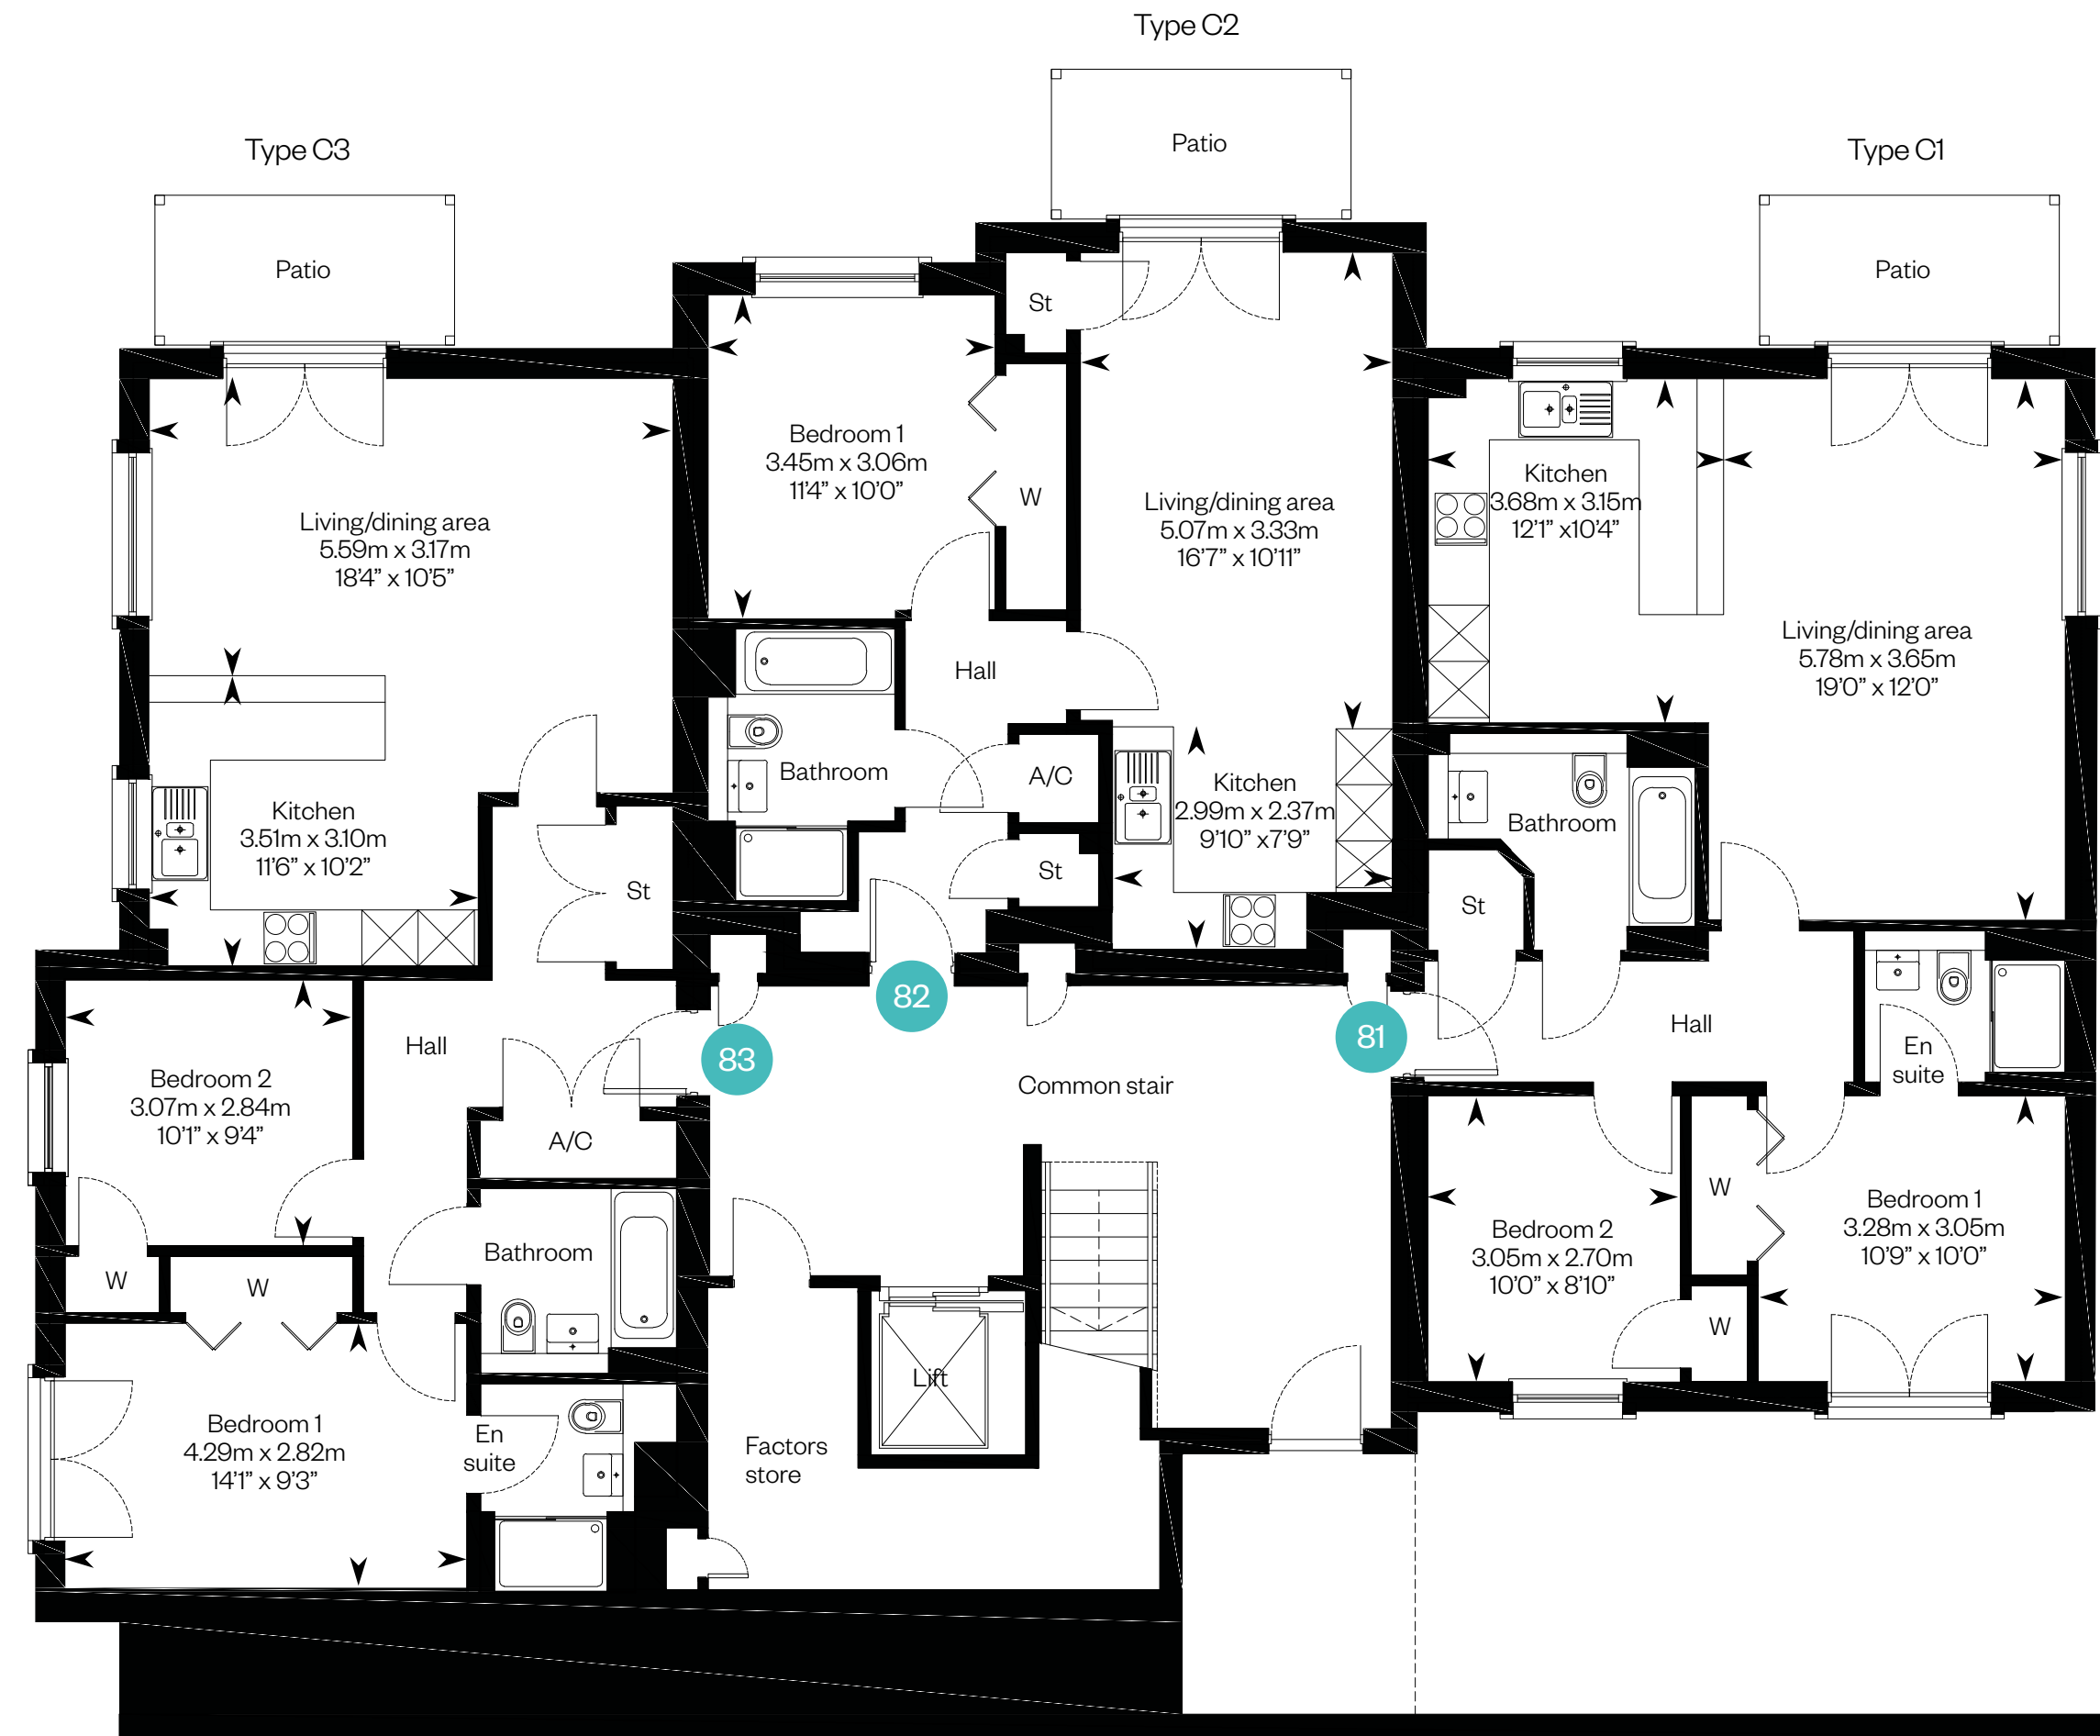 Type C2
Patio
Type C3
Type C1
Patio
Patio
St
Bedroom 1
3.45m x 3.06m
11’4” x 10’0”
W
Living/dining area
5.07m x 3.33m
16’7” x 10’11”
Kitchen
3.68m x 3.15m
12’1” x10’4”
Living/dining area
5.59m x 3.17m
18’4” x 10’5”
Living/dining area
5.78m x 3.65m
19’0” x 12’0”
Hall
Bathroom
A/C
Kitchen
2.99m x 2.37m
9’10” x7’9”
Kitchen
3.51m x 3.10m
11’6” x 10’2”
Bathroom
St
St
St
82
83
81
Hall
Hall
Common stair
En
suite
Bedroom 2
3.07m x 2.84m
10’1” x 9’4”
A/C
W
Bedroom 1
3.28m x 3.05m
10’9” x 10’0”
Bedroom 2
3.05m x 2.70m
10’0” x 8’10”
Bathroom
W
W
W
Lift
Bedroom 1
4.29m x 2.82m
14’1” x 9’3”
En
suite
Factors
store